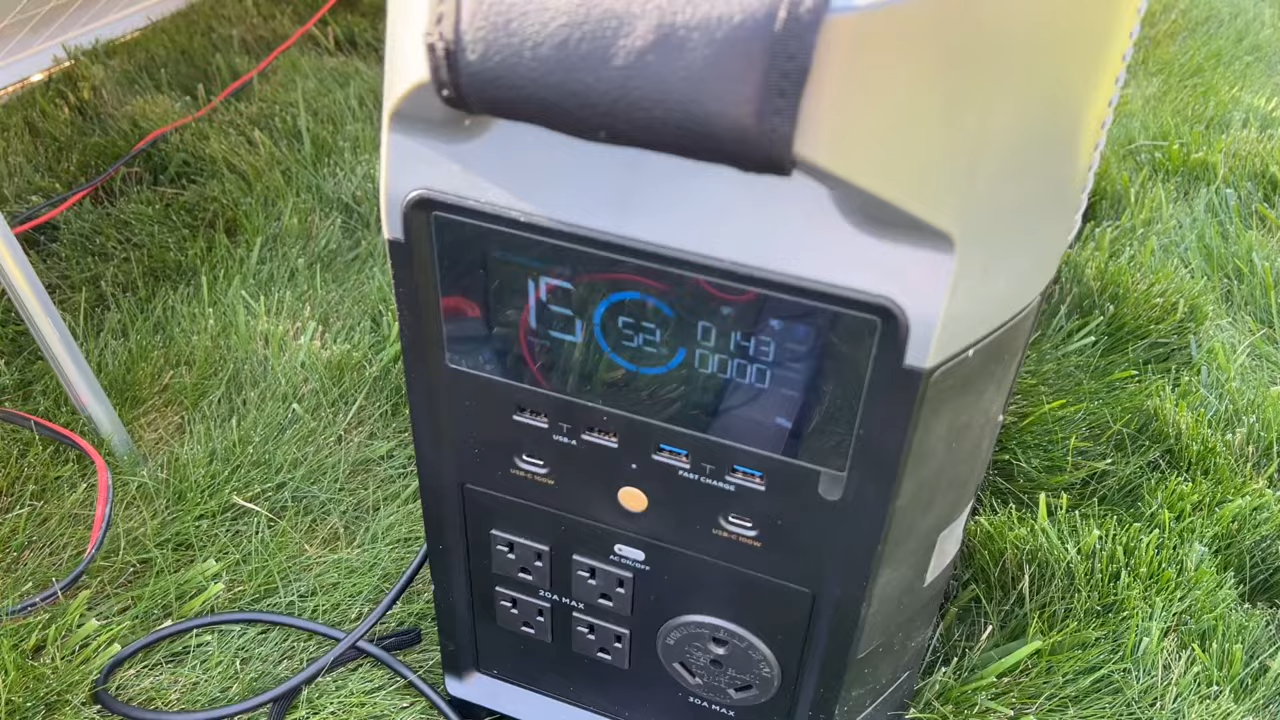 15 52 0143
0000
USB-A
FAST CHARGE
USB-C 100W
USB-C 100W
AC ON/OFF
20A MAX
30A MAX